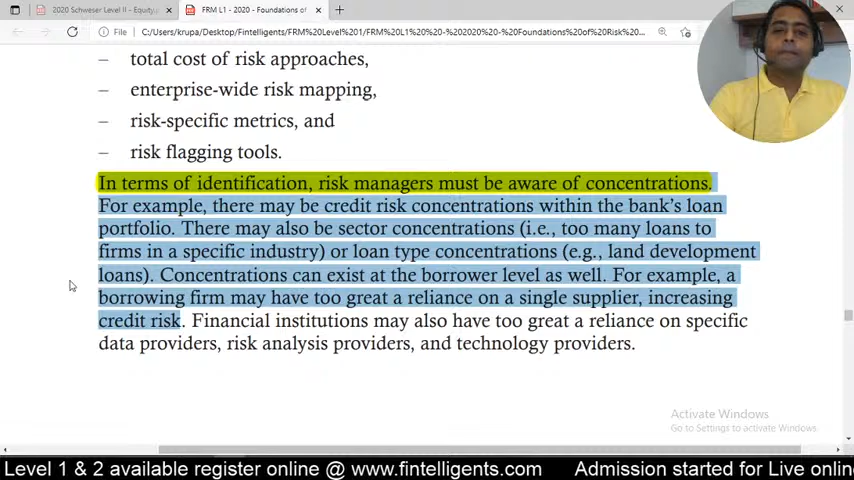 2020 Schweser Level II - Equity
FRM L1 - 2020 - Foundations of
File
C:/Users/krupa/Desktop/Fintelligents/FRM%20Level%201/FRM%20L1%20-%202020%20-%20Foundations%20of%20Risk%20M...
– total cost of risk approaches,
– enterprise-wide risk mapping,
– risk-specific metrics, and
– risk flagging tools.
In terms of identification, risk managers must be aware of concentrations.
For example, there may be credit risk concentrations within the bank's loan
portfolio. There may also be sector concentrations (i.e., too many loans to
firms in a specific industry) or loan type concentrations (e.g., land development
loans). Concentrations can exist at the borrower level as well. For example, a
borrowing firm may have too great a reliance on a single supplier, increasing
credit risk. Financial institutions may also have too great a reliance on specific
data providers, risk analysis providers, and technology providers.
Activate Windows
Go to Settings to activate Windows.
Level 1 & 2 available register online @ www.fintelligents.com Admission started for Live online